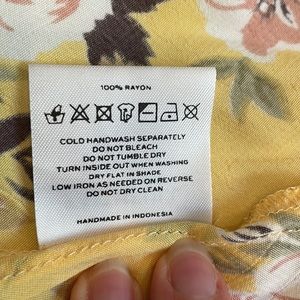 100% RAYON
COLD HANDWASH SEPARATELY
DO NOT BLEACH
DO NOT TUMBLE DRY
TURN INSIDE OUT WHEN WASHING
DRY FLAT IN SHADE
LOW IRON AS NEEDED ON REVERSE
DO NOT DRY CLEAN
HANDMADE IN INDONESIA